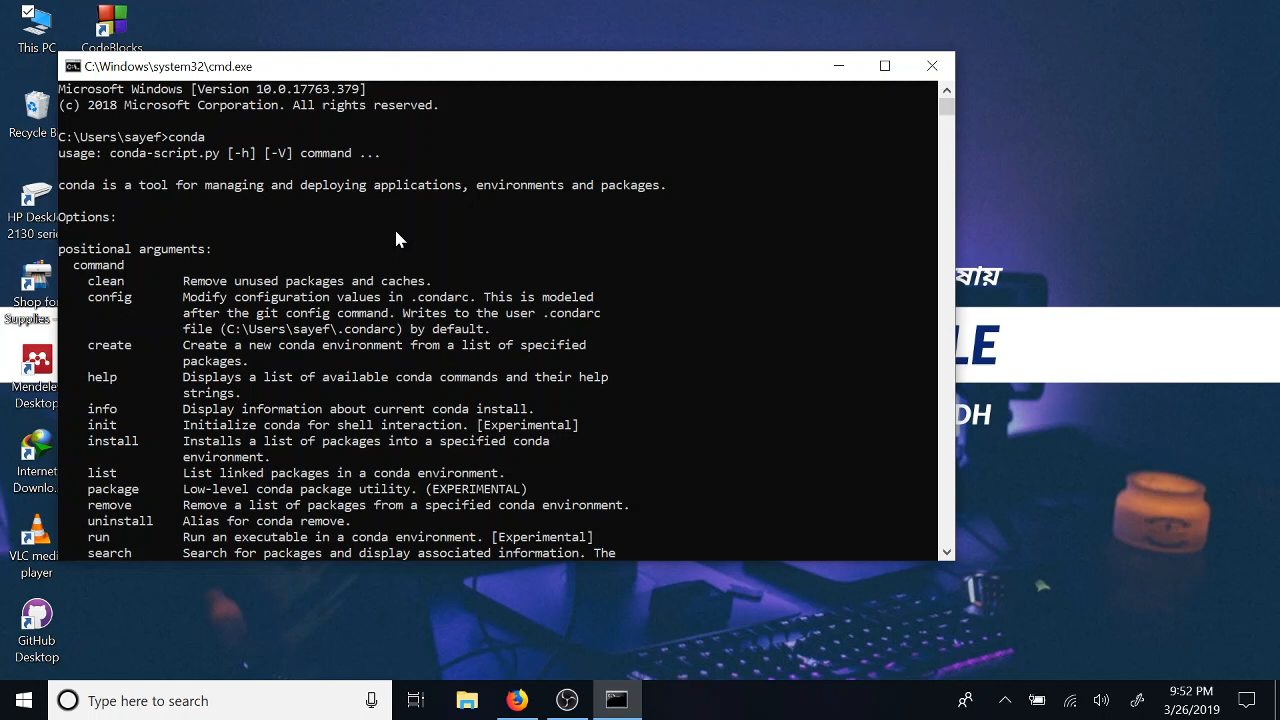 This PC
CodeBlocks
C:\Windows\system32\cmd.exe
Microsoft Windows [Version 10.0.17763.379]
(c) 2018 Microsoft Corporation. All rights reserved.
Recycle B
C:\Users\sayef>conda
usage: conda-script.py [-h] [-V] command ...
conda is a tool for managing and deploying applications, environments and packages.
HP DeskJ
2130 serie
Options:
positional arguments:
command
clean Remove unused packages and caches.
config Modify configuration values in .condarc. This is modeled
after the git config command. Writes to the user .condarc
file (C:\Users\sayef\.condarc) by default.
create Create a new conda environment from a list of specified
packages.
help Displays a list of available conda commands and their help
strings.
info Display information about current conda install.
init Initialize conda for shell interaction. [Experimental]
install Installs a list of packages into a specified conda
environment.
list List linked packages in a conda environment.
package Low-level conda package utility. (EXPERIMENTAL)
remove Remove a list of packages from a specified conda environment.
uninstall Alias for conda remove.
run Run an executable in a conda environment. [Experimental]
search Search for packages and display associated information. The
Shop for
Supplies -
Mendele
Desktop
Internet
Downlo...
VLC medi
player
GitHub
Desktop
ষায়
LE
DH
Type here to search
9:52 PM
3/26/2019